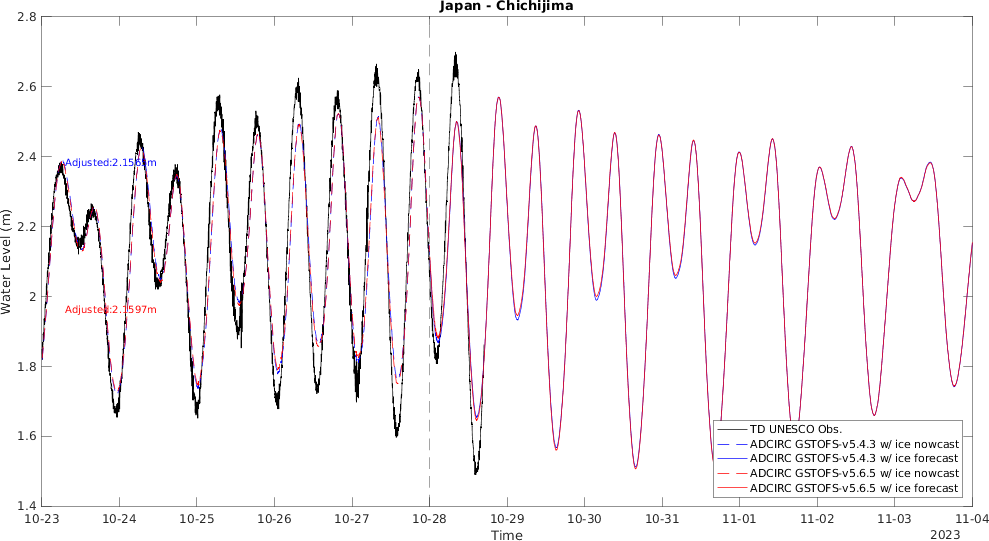 Japan - Chichijima
2.8
2.6
2.4
2.2
2
1.8
1.6
1.4
Water Level (m)
Adjusted:2.1569m
Adjusted:2.1597m
TD UNESCO Obs.
ADCIRC GSTOFS-v5.4.3 w/ ice nowcast
ADCIRC GSTOFS-v5.4.3 w/ ice forecast
ADCIRC GSTOFS-v5.6.5 w/ ice nowcast
ADCIRC GSTOFS-v5.6.5 w/ ice forecast
10-23 10-24 10-25 10-26 10-27 10-28 10-29 10-30 10-31 11-01 11-02 11-03 11-04
Time
2023